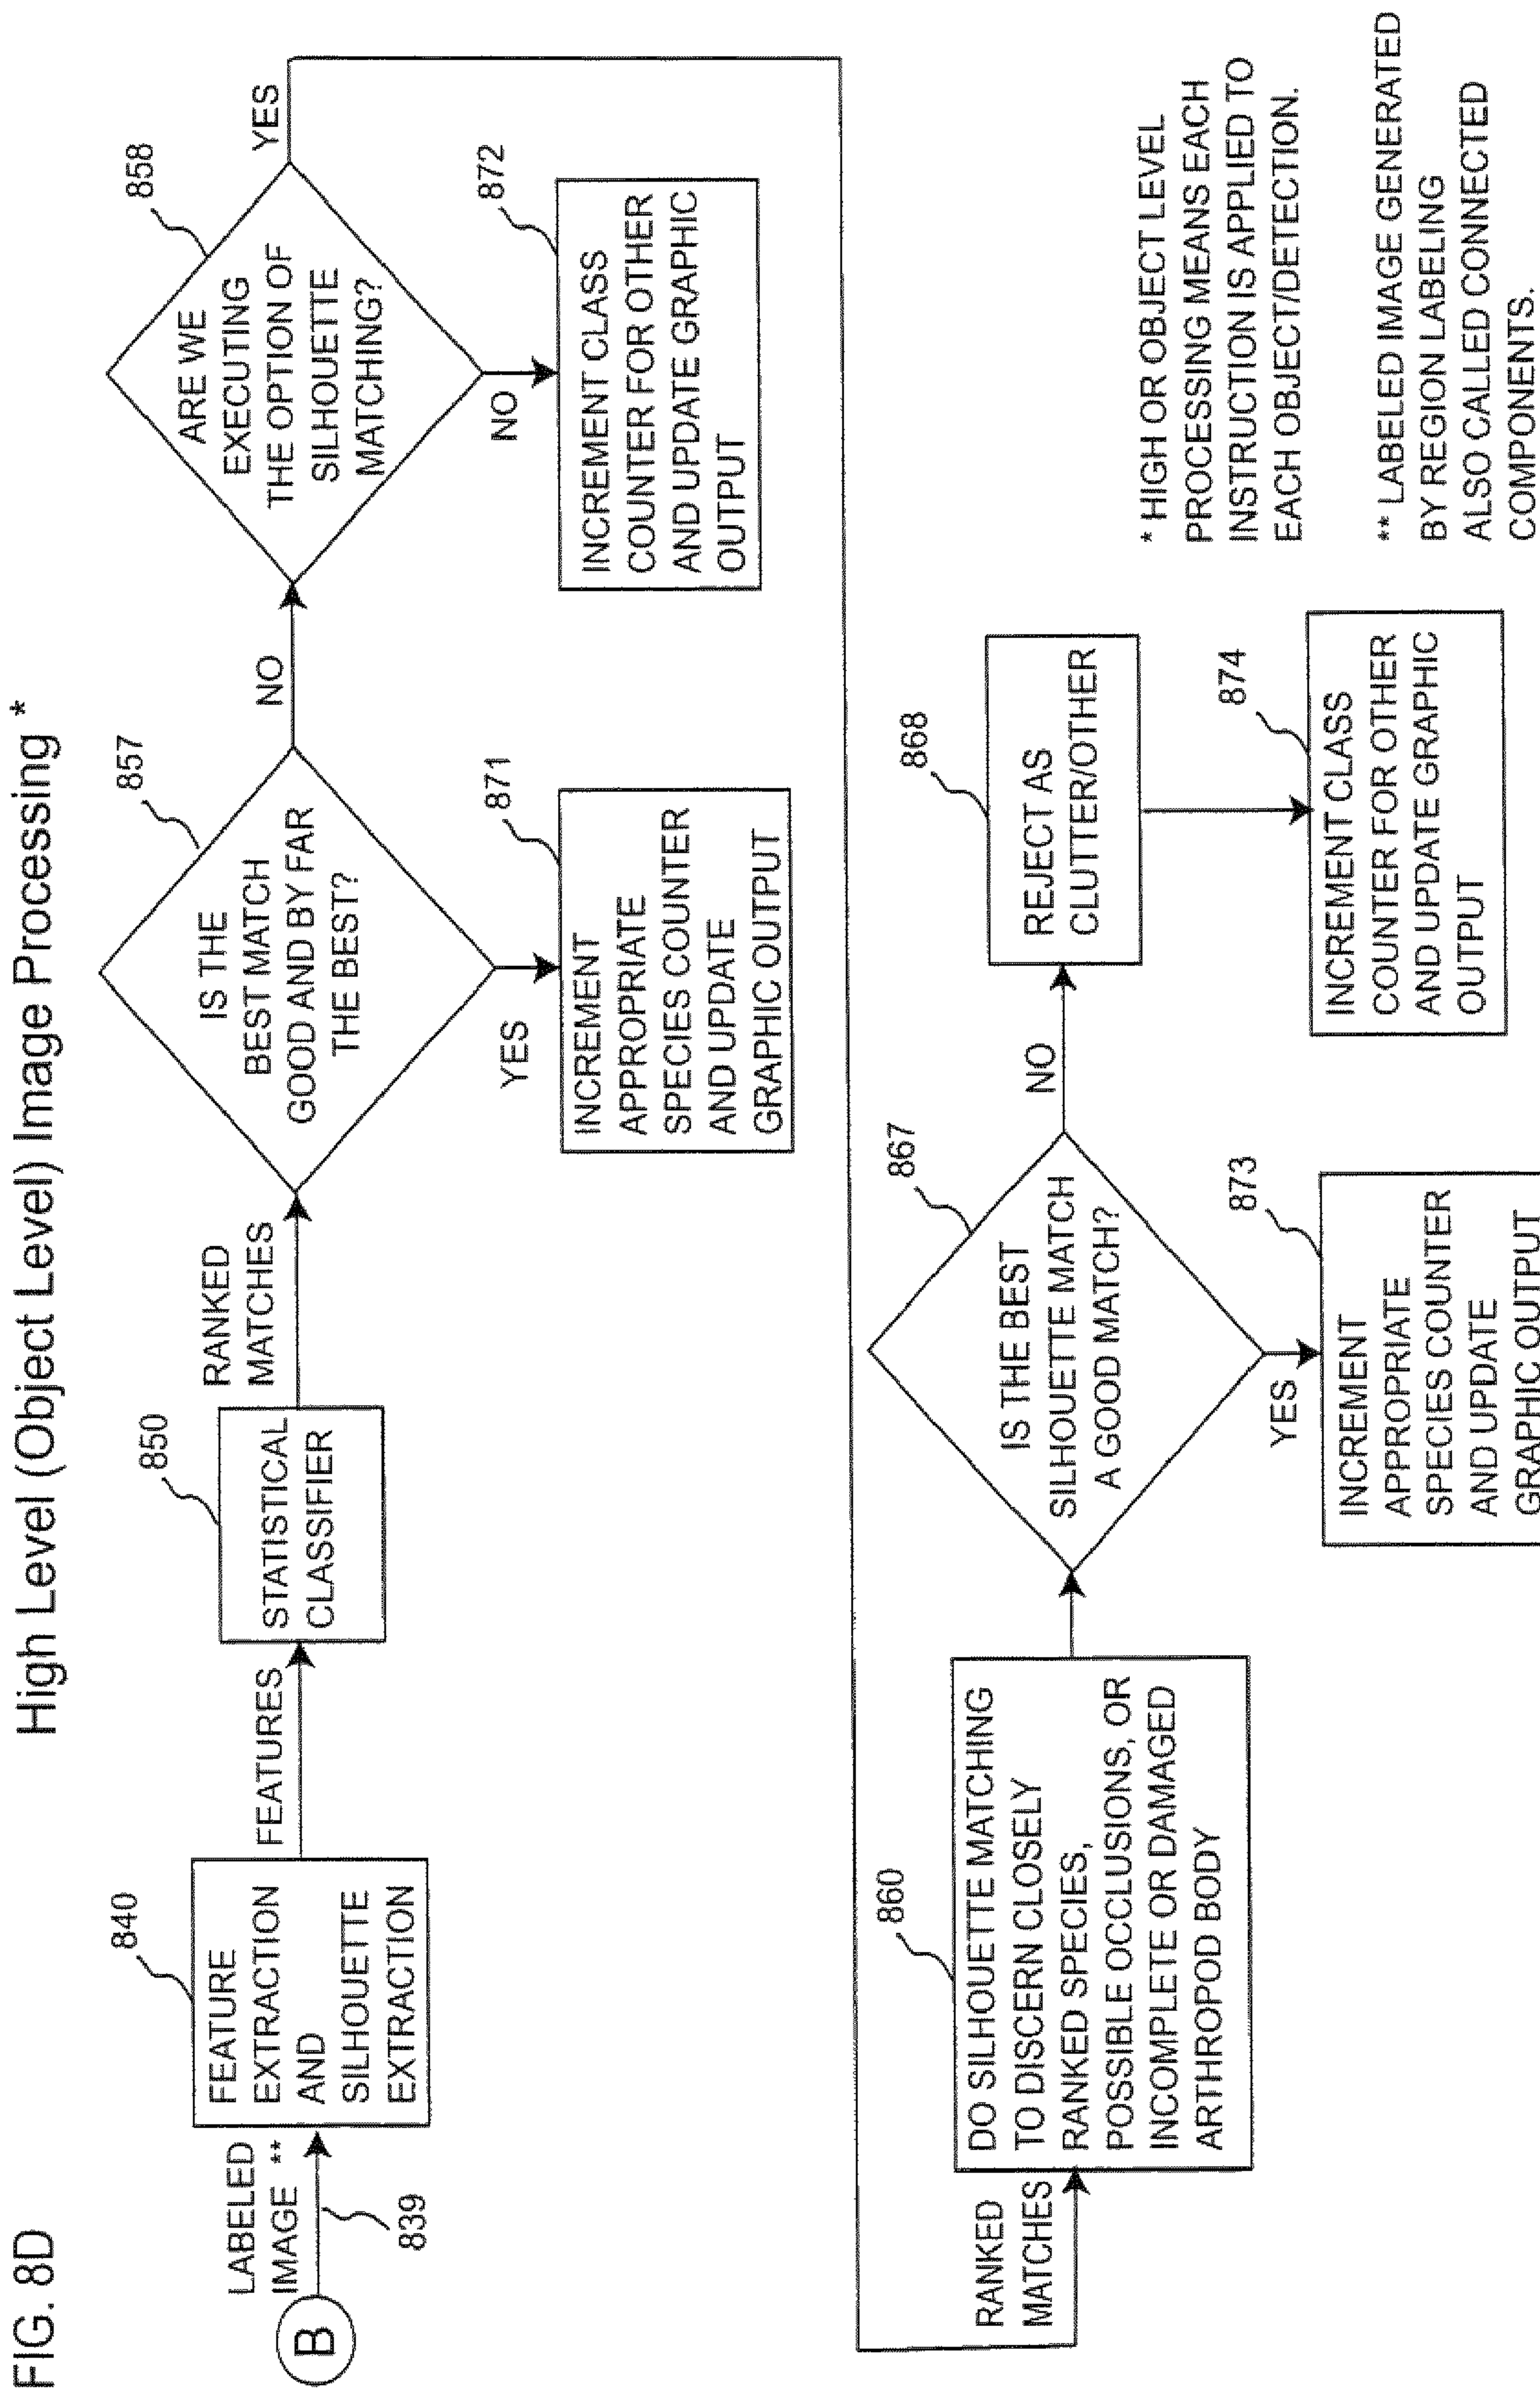 FIG. 8D
High Level (Object Level) Image Processing *
B
LABELED
IMAGE **
839
840
FEATURE
EXTRACTION
AND
SILHOUETTE
EXTRACTION
FEATURES
850
STATISTICAL
CLASSIFIER
RANKED
MATCHES
857
IS THE
BEST MATCH
GOOD AND BY FAR
THE BEST?
YES
871
INCREMENT
APPROPRIATE
SPECIES COUNTER
AND UPDATE
GRAPHIC OUTPUT
NO
858
ARE WE
EXECUTING
THE OPTION OF
SILHOUETTE
MATCHING?
YES
NO
872
INCREMENT CLASS
COUNTER FOR OTHER
AND UPDATE GRAPHIC
OUTPUT
RANKED
MATCHES
860
DO SILHOUETTE MATCHING
TO DISCERN CLOSELY
RANKED SPECIES,
POSSIBLE OCCLUSIONS, OR
INCOMPLETE OR DAMAGED
ARTHROPOD BODY
867
IS THE BEST
SILHOUETTE MATCH
A GOOD MATCH?
YES
873
INCREMENT
APPROPRIATE
SPECIES COUNTER
AND UPDATE
GRAPHIC OUTPUT
NO
868
REJECT AS
CLUTTER/OTHER
874
INCREMENT CLASS
COUNTER FOR OTHER
AND UPDATE GRAPHIC
OUTPUT
* HIGH OR OBJECT LEVEL
PROCESSING MEANS EACH
INSTRUCTION IS APPLIED TO
EACH OBJECT/DETECTION.
** LABELED IMAGE GENERATED
BY REGION LABELING
ALSO CALLED CONNECTED
COMPONENTS.